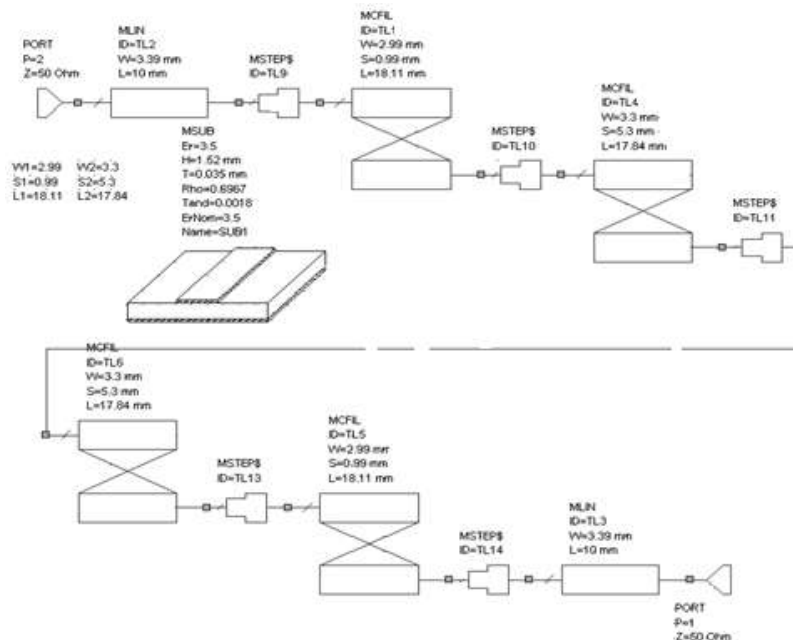 PORT
P=2
Z=50 Ohm
MLIN
ID=TL2
W=3.39 mm
L=10 mm
MSTEP$
ID=TL9
MCFIL
ID=TL1
W=2.99 mm
S=0.99 mm
L=18.11 mm
MSTEP$
ID=TL10
MCFIL
ID=TL4
W=3.3 mm
S=5.3 mm
L=17.84 mm
MSTEP$
ID=TL11
W1=2.99 W2=3.3
S1=0.99 S2=5.3
L1=18.11 L2=17.84
MSUB
Er=3.5
H=1.52 mm
T=0.035 mm
Rho=0.6967
Tand=0.0018
ErNom=3.5
Name=SUB1
MCFIL
ID=TL6
W=3.3 mm
S=5.3 mm
L=17.84 mm
MSTEP$
ID=TL13
MCFIL
ID=TL5
W=2.99 mm
S=0.99 mm
L=18.11 mm
MSTEP$
ID=TL14
MLIN
ID=TL3
W=3.39 mm
L=10 mm
PORT
P=1
Z=50 Ohm